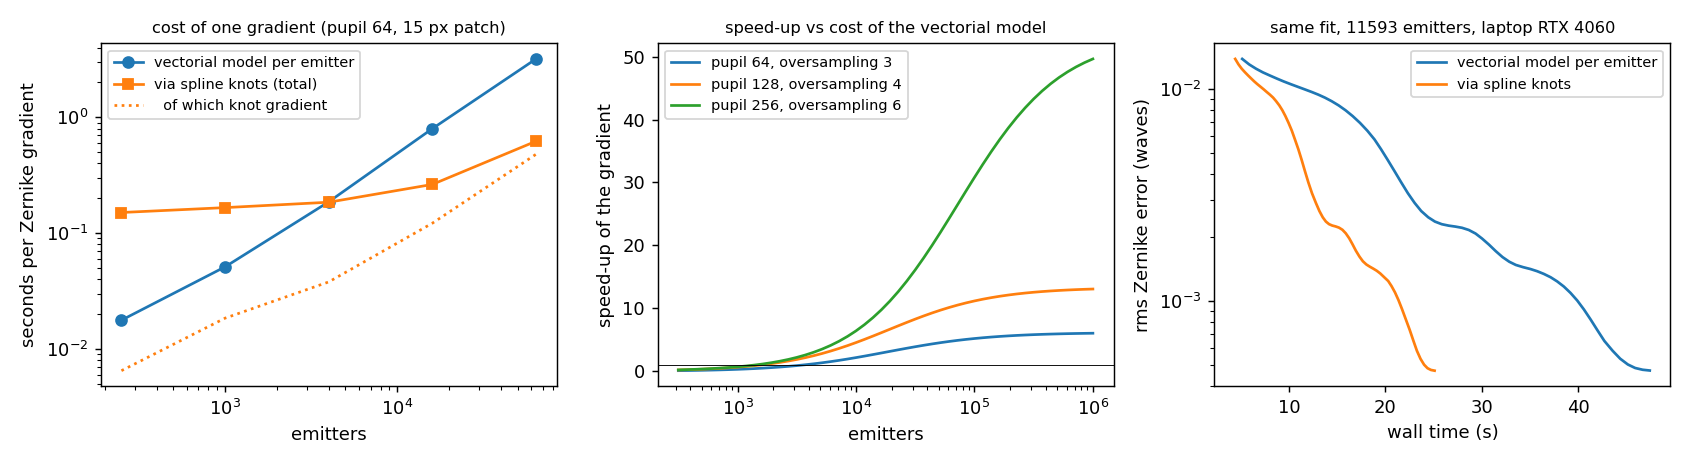 cost of one gradient (pupil 64, 15 px patch)
vectorial model per emitter
via spline knots (total)
of which knot gradient
seconds per Zernike gradient
10⁰
10⁻¹
10⁻²
10³
10⁴
emitters
speed-up vs cost of the vectorial model
pupil 64, oversampling 3
pupil 128, oversampling 4
pupil 256, oversampling 6
speed-up of the gradient
50
40
30
20
10
0
10³
10⁴
10⁵
10⁶
emitters
same fit, 11593 emitters, laptop RTX 4060
vectorial model per emitter
via spline knots
rms Zernike error (waves)
10⁻²
10⁻³
10
20
30
40
wall time (s)